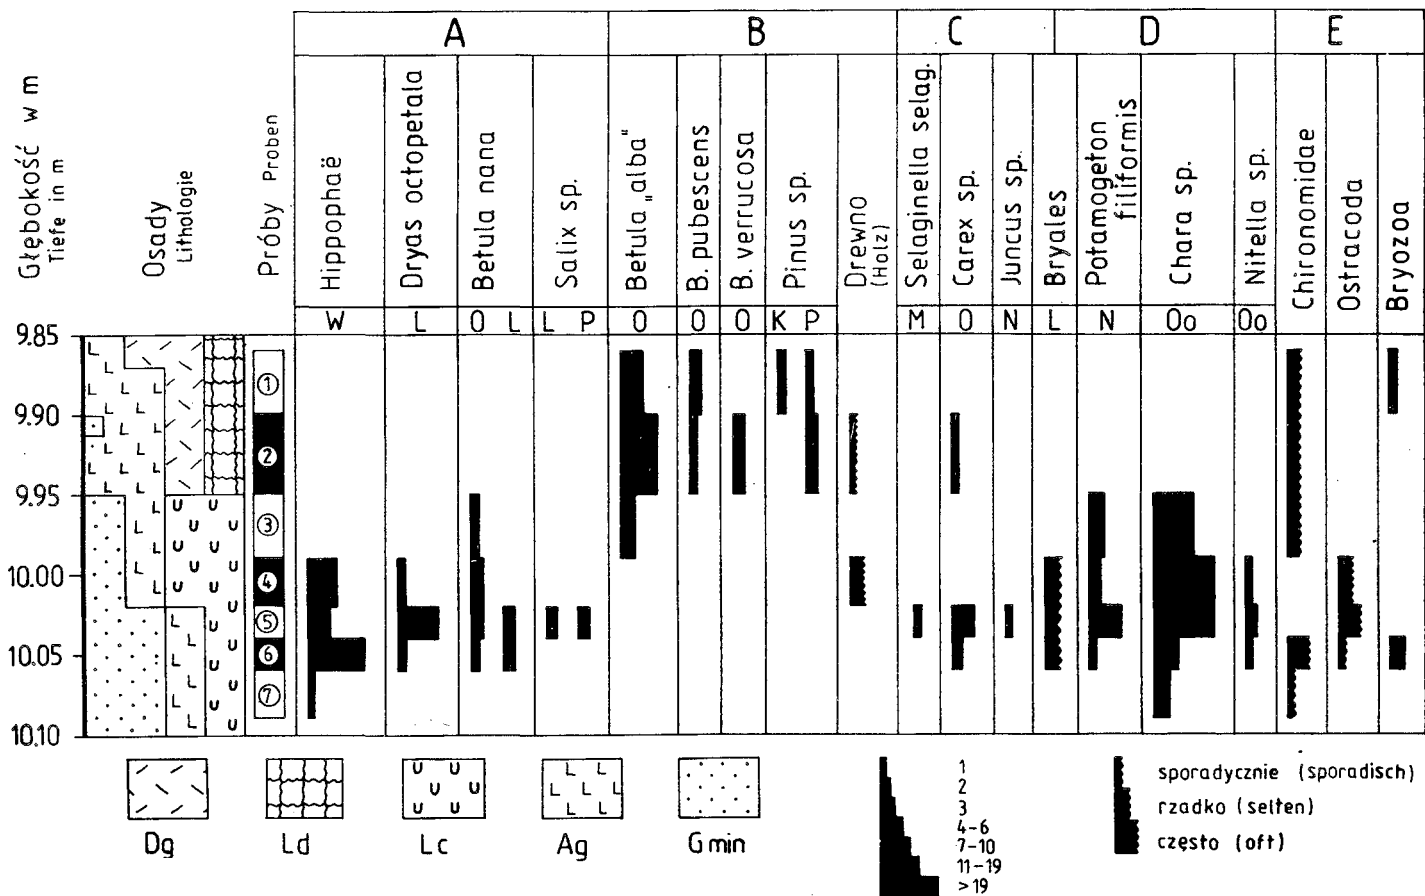 A B C D E
Głębokość w m
Tiefe in m
Osady
Lithologie
Próby Proben
Hippophaë
Dryas octopetala
Betula nana
Salix sp.
Betula „alba"
B. pubescens
B. verrucosa
Pinus sp.
Drewno
(Holz)
Selaginella selag.
Carex sp.
Juncus sp.
Bryales
Potamogeton
filiformis
Chara sp.
Nitella sp.
Chironomidae
Ostracoda
Bryozoa
W L O L L P O O O K P M O N L N Oo Oo
9.85
9.90
9.95
10.00
10.05
10.10
1
2
3
4
5
6
7
Dg
Ld
Lc
Ag
Gmin
1
2
3
4-6
7-10
11-19
>19
sporadycznie (sporadisch)
rzadko (selten)
często (oft)